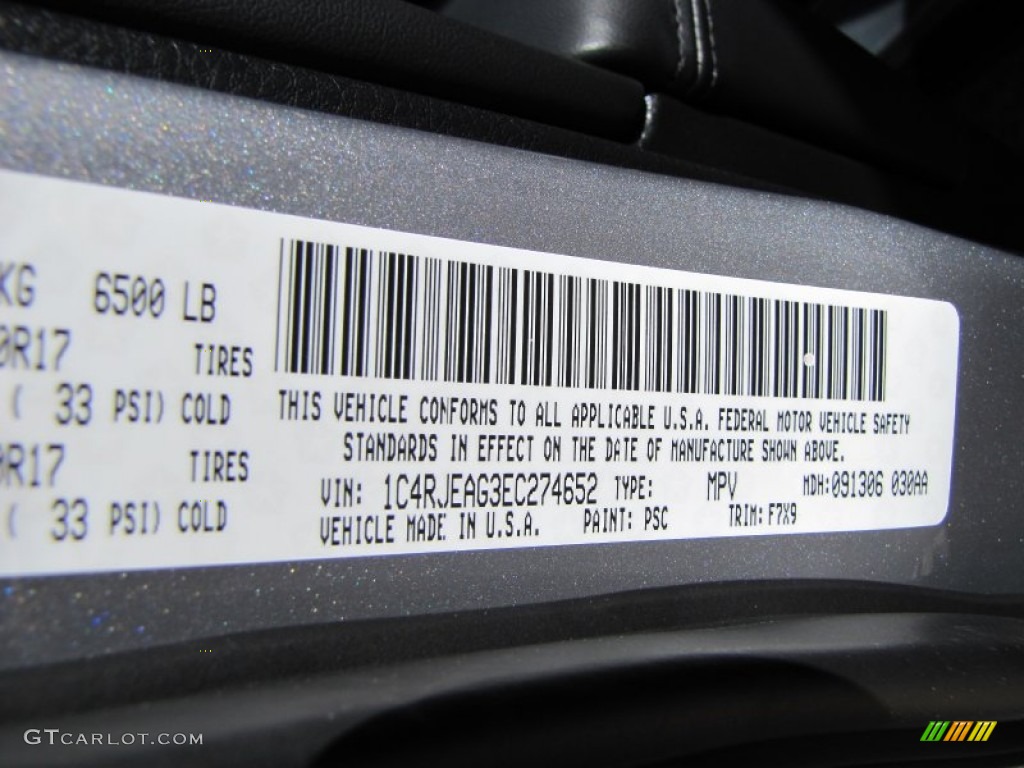 KG 6500 LB
0R17 TIRES
( 33 PSI) COLD
0R17 TIRES
( 33 PSI) COLD
THIS VEHICLE CONFORMS TO ALL APPLICABLE U.S.A. FEDERAL MOTOR VEHICLE SAFETY
STANDARDS IN EFFECT ON THE DATE OF MANUFACTURE SHOWN ABOVE.
VIN: 1C4RJEAG3EC274652 TYPE: MPV MDH:091306 030AA
VEHICLE MADE IN U.S.A. PAINT: PSC TRIM: F7X9
GTCARLOT.COM